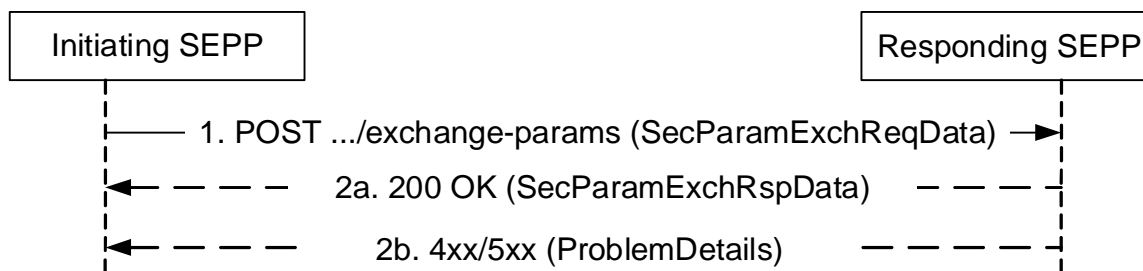 Initiating SEPP
Responding SEPP
1. POST .../exchange-params (SecParamExchReqData)
2a. 200 OK (SecParamExchRspData)
2b. 4xx/5xx (ProblemDetails)